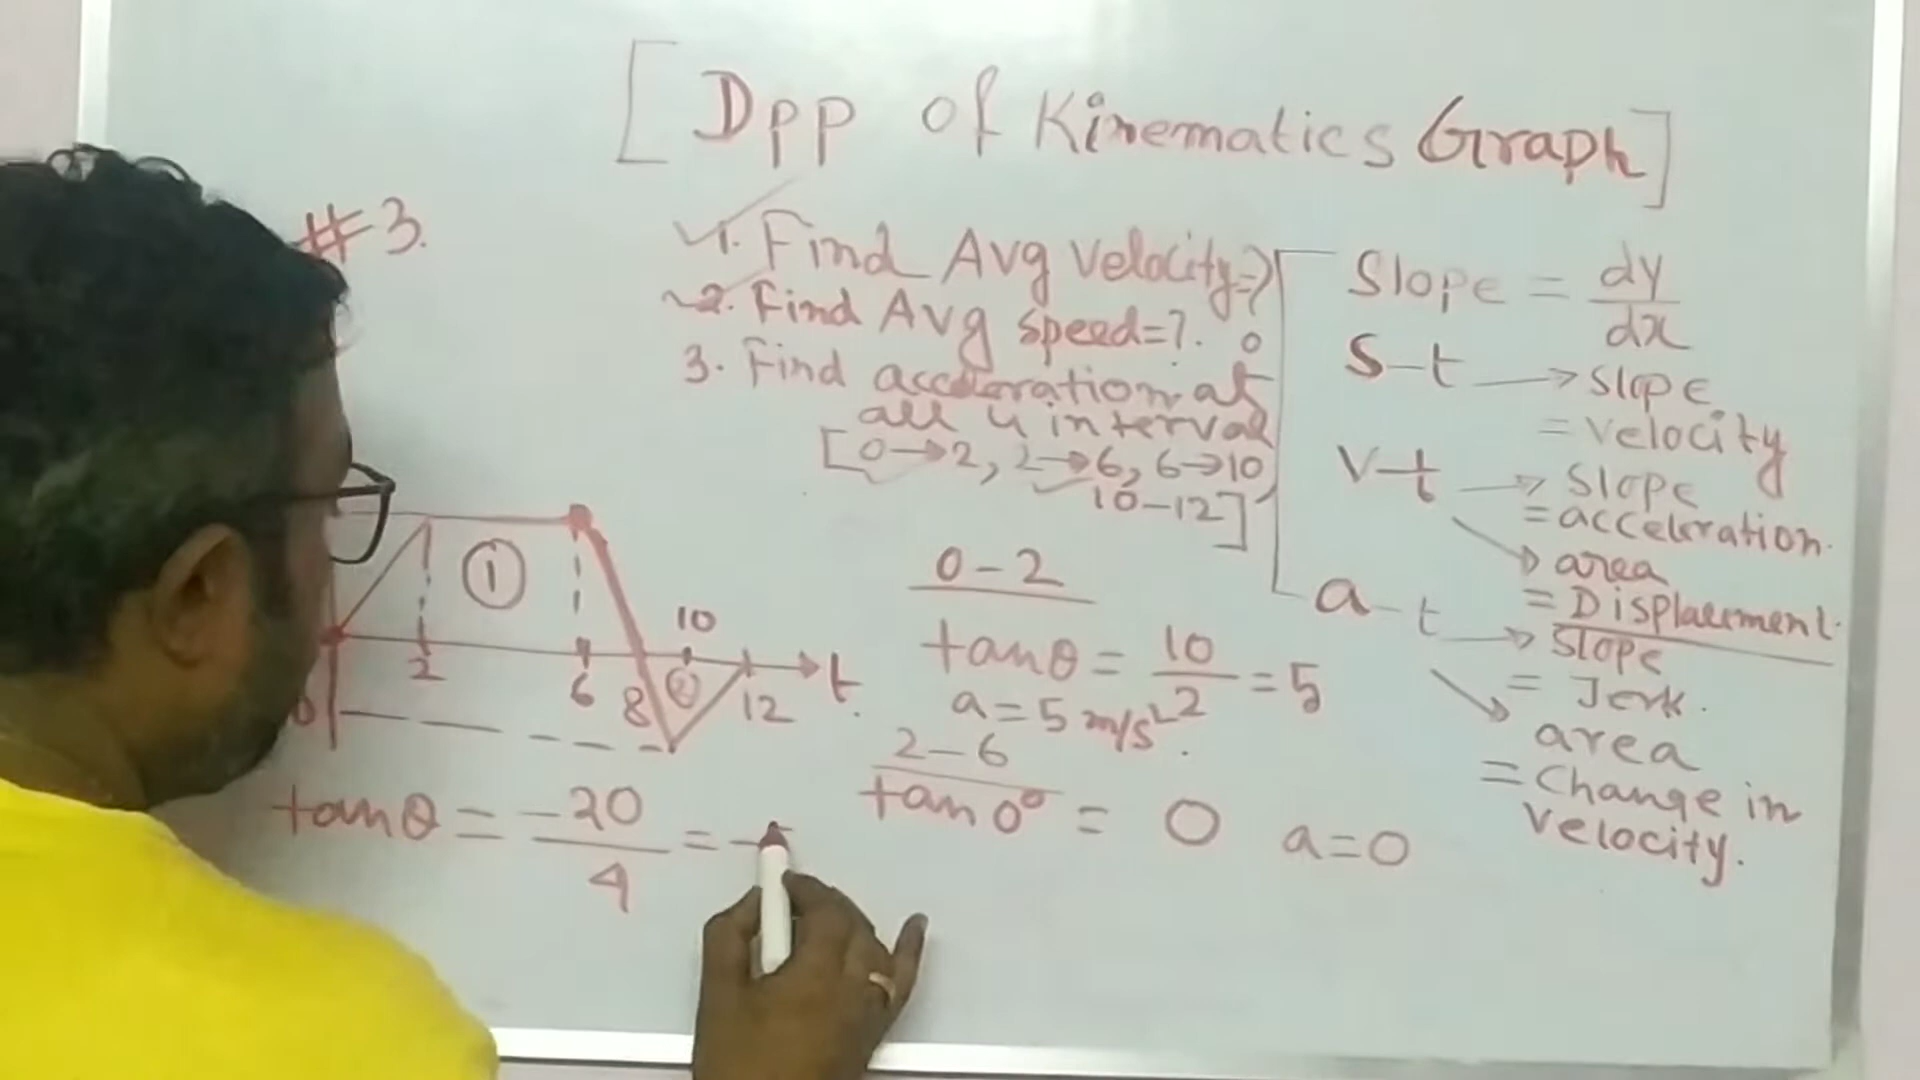 [ Dpp of Kinematics Graph ]
#3.
1. Find Avg velocity=?
2. Find Avg speed=?.
3. Find acceleration at
all 4 interval
[ 0→2, 2→6, 6→10
10-12 ]
Slope = dy/dx
S-t → slope
= velocity
V-t → slope
= acceleration.
→ area
= Displacement.
a-t → slope
= Jerk.
→ area
= Change in
velocity.
①
2
6
8
②
10
12
t
0-2
tanθ = 10/2 = 5
a = 5 m/s²
2-6
tan 0° = 0 a=0
tanθ = -20/4 = -